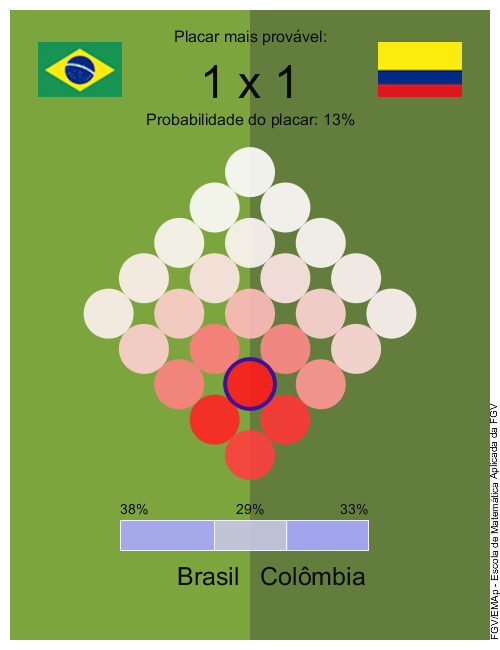 Placar mais provável:
1 x 1
Probabilidade do placar: 13%
38% 29% 33%
Brasil Colômbia
FGV/EMAp - Escola de Matemática Aplicada da FGV